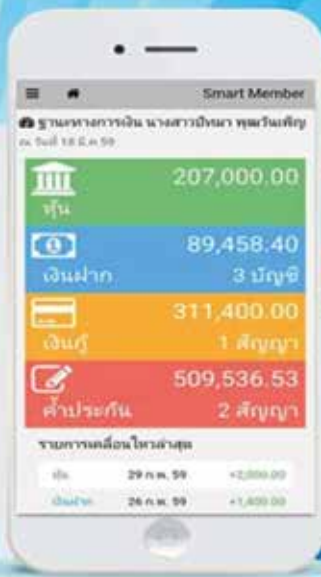 Smart Member
ฐานะทางการเงิน นางสาวปัทมา พุฒวันเพ็ญ
ณ วันที่ 18 มี.ค 59
207,000.00
หุ้น
89,458.40
เงินฝาก 3 บัญชี
311,400.00
เงินกู้ 1 สัญญา
509,536.53
ค้ำประกัน 2 สัญญา
รายการเคลื่อนไหวล่าสุด
หุ้น 29 ก.พ. 59 +2,000.00
เงินฝาก 26 ก.พ. 59 +1,400.00